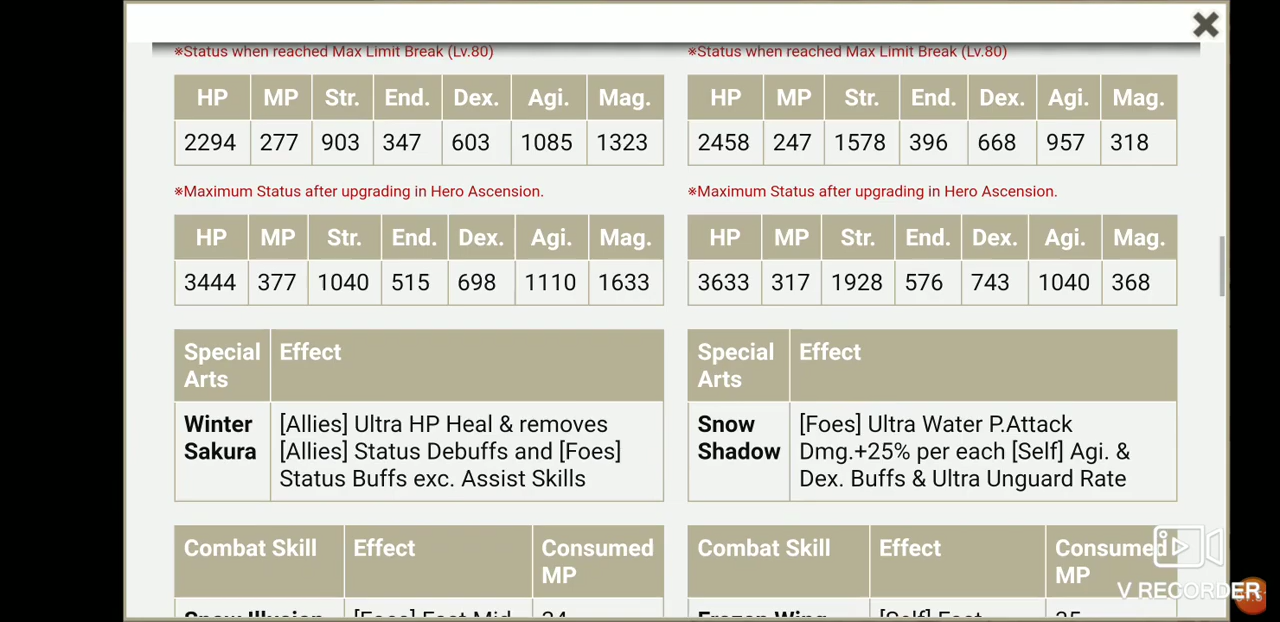 ※Status when reached Max Limit Break (Lv.80)
HP MP Str. End. Dex. Agi. Mag.
2294 277 903 347 603 1085 1323
※Maximum Status after upgrading in Hero Ascension.
HP MP Str. End. Dex. Agi. Mag.
3444 377 1040 515 698 1110 1633
Special Arts Effect
Winter Sakura
[Allies] Ultra HP Heal & removes
[Allies] Status Debuffs and [Foes]
Status Buffs exc. Assist Skills
Combat Skill Effect Consumed MP
Snow Illusion [Foes] Fast Mid
※Status when reached Max Limit Break (Lv.80)
HP MP Str. End. Dex. Agi. Mag.
2458 247 1578 396 668 957 318
※Maximum Status after upgrading in Hero Ascension.
HP MP Str. End. Dex. Agi. Mag.
3633 317 1928 576 743 1040 368
Special Arts Effect
Snow Shadow
[Foes] Ultra Water P.Attack
Dmg.+25% per each [Self] Agi. &
Dex. Buffs & Ultra Unguard Rate
Combat Skill Effect Consumed MP
[Self] Fast
V RECORDER